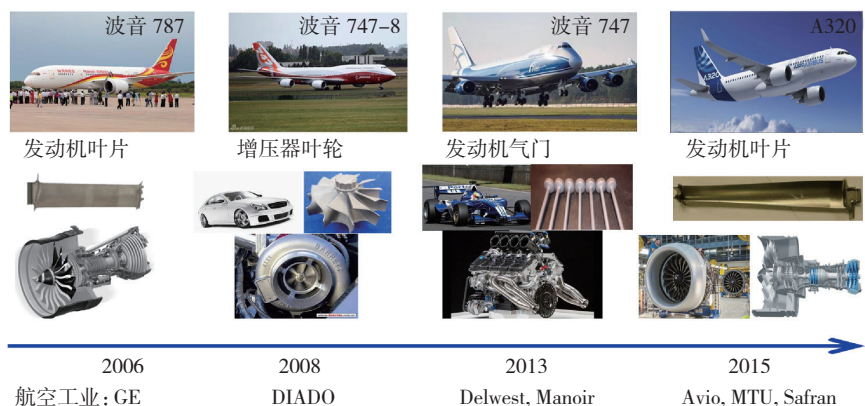 波音 787
波音 747-8
波音 747
A320
A320
发动机叶片
增压器叶轮
发动机气门
发动机叶片
2006
2008
2013
2015
航空工业: GE
DIADO
Delwest, Manoir
Avio, MTU, Safran